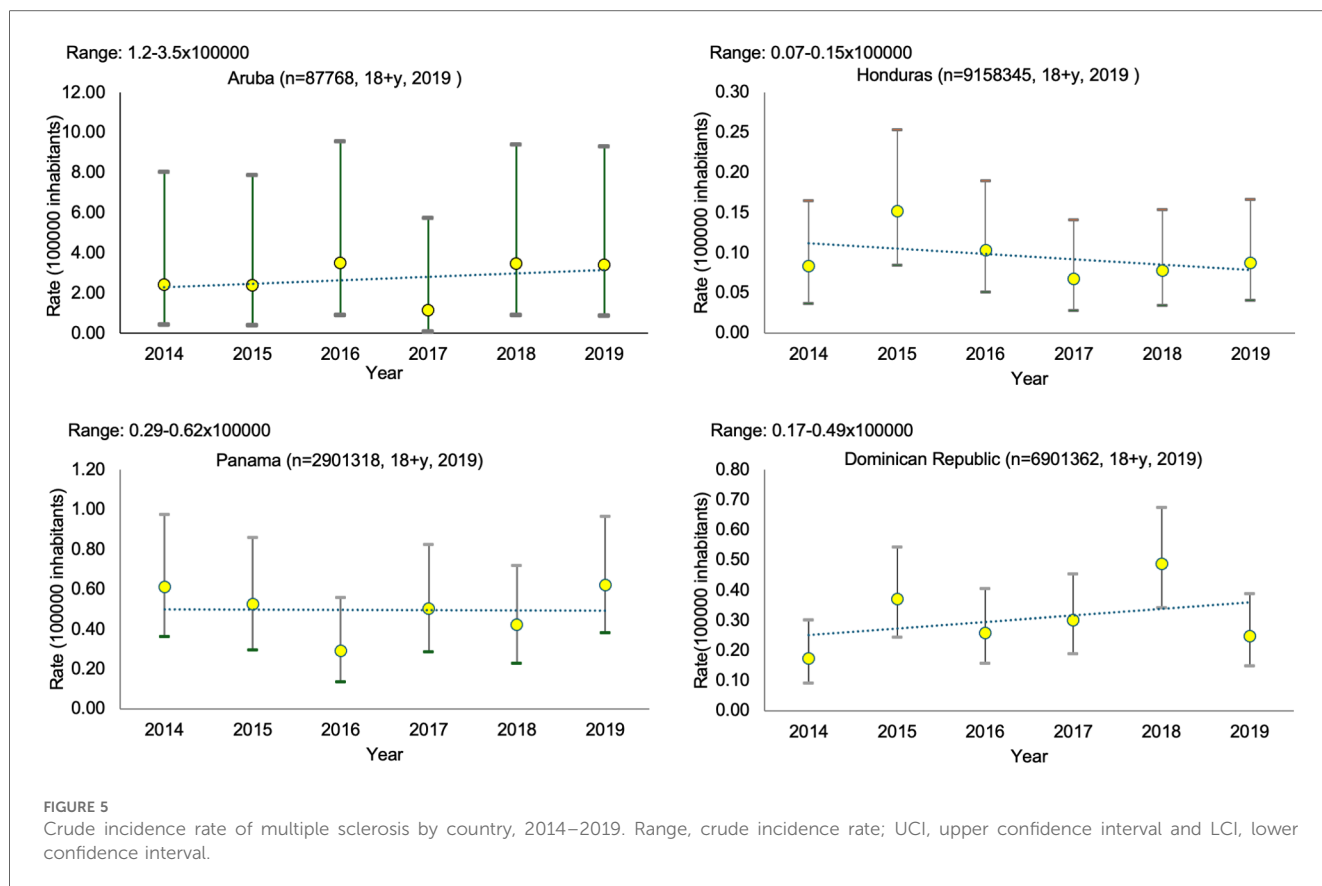 Range: 1.2-3.5x100000
Aruba (n=87768, 18+y, 2019 )
Rate (100000 inhabitants)
12.00
10.00
8.00
6.00
4.00
2.00
0.00
2014 2015 2016 2017 2018 2019
Year
Range: 0.07-0.15x100000
Honduras (n=9158345, 18+y, 2019 )
Rate (100000 inhabitants)
0.30
0.25
0.20
0.15
0.10
0.05
0.00
2014 2015 2016 2017 2018 2019
Year
Range: 0.29-0.62x100000
Panama (n=2901318, 18+y, 2019)
Rate (100000 inhabitants)
1.20
1.00
0.80
0.60
0.40
0.20
0.00
2014 2015 2016 2017 2018 2019
Year
Range: 0.17-0.49x100000
Dominican Republic (n=6901362, 18+y, 2019)
Rate(100000 inhabitants)
0.80
0.70
0.60
0.50
0.40
0.30
0.20
0.10
0.00
2014 2015 2016 2017 2018 2019
Year
FIGURE 5
Crude incidence rate of multiple sclerosis by country, 2014–2019. Range, crude incidence rate; UCI, upper confidence interval and LCI, lower
confidence interval.